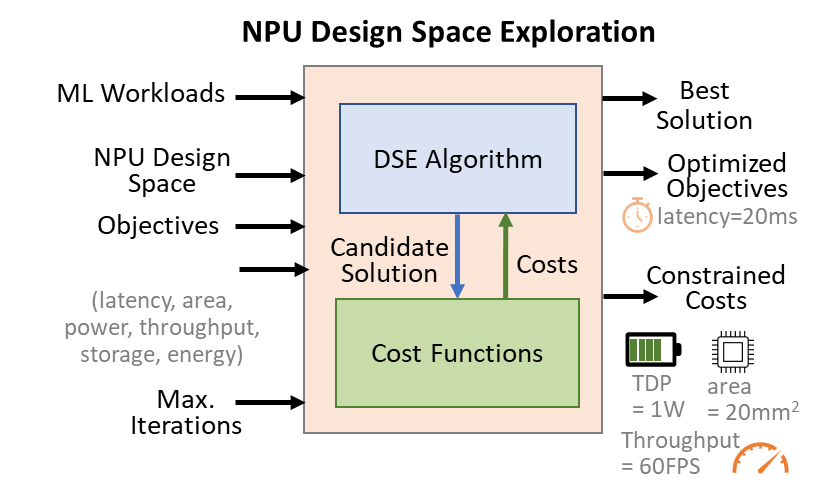 NPU Design Space Exploration
ML Workloads
NPU Design
Space
Objectives
(latency, area,
power, throughput,
storage, energy)
Max.
Iterations
DSE Algorithm
Candidate
Solution
Costs
Cost Functions
Best
Solution
Optimized
Objectives
latency=20ms
Constrained
Costs
TDP
= 1W
area
= 20mm²
Throughput
= 60FPS